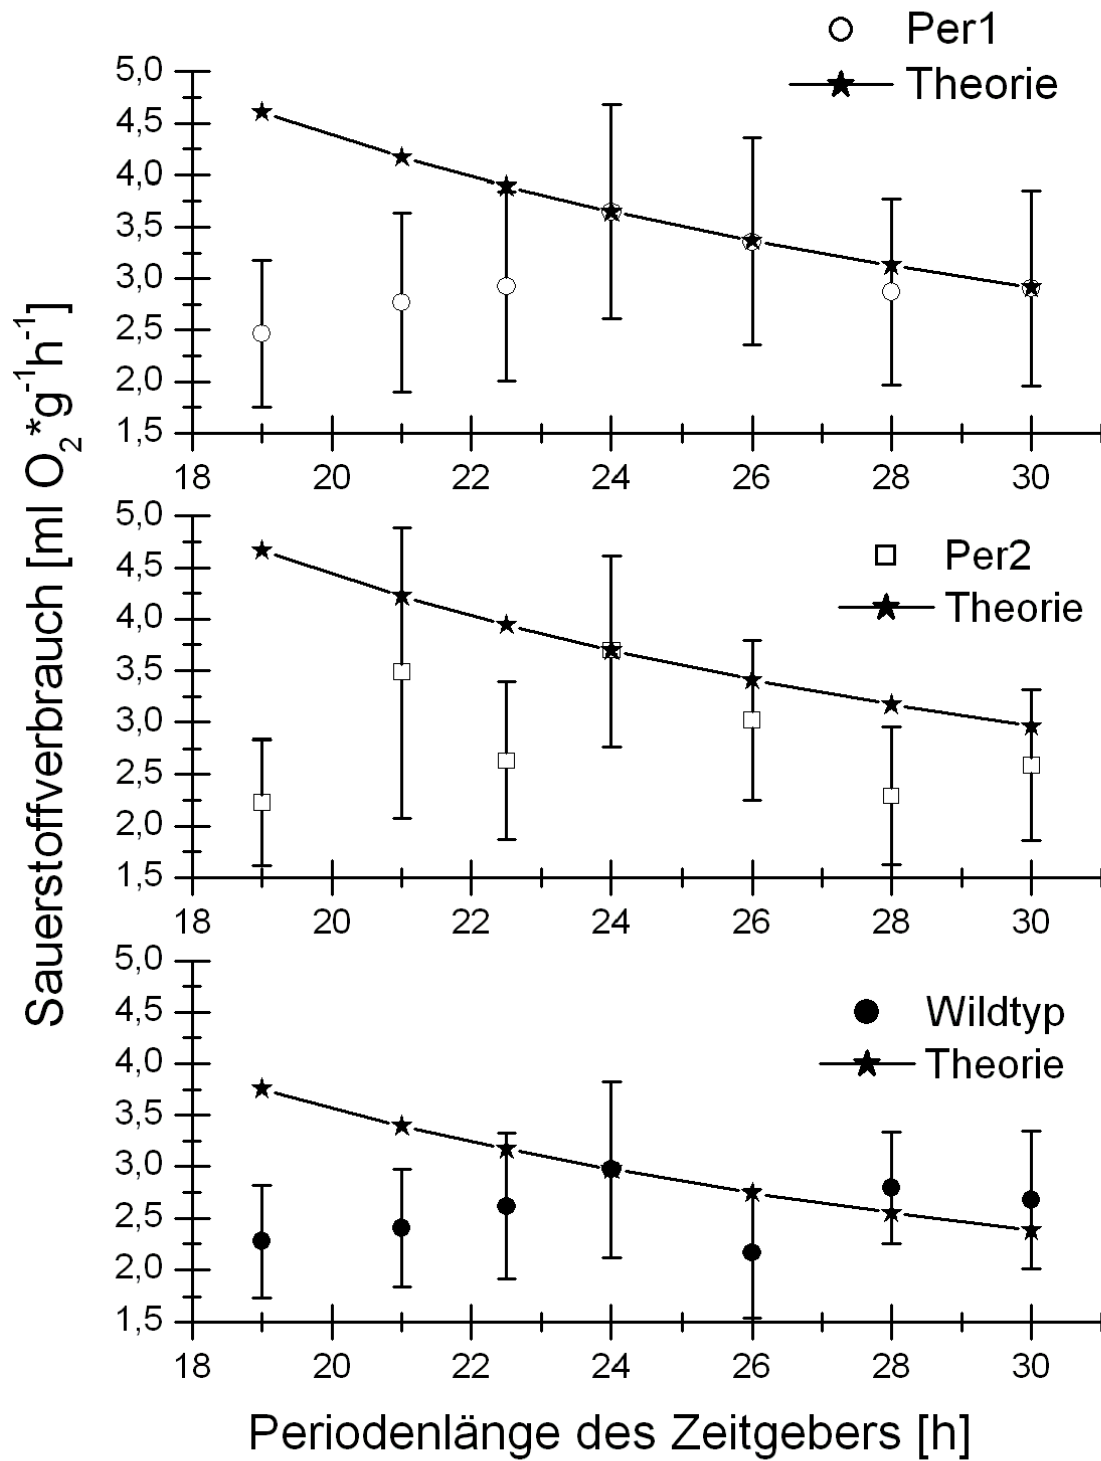 Per1
Theorie
5,0
4,5
4,0
3,5
3,0
2,5
2,0
1,5
18 20 22 24 26 28 30
Per2
Theorie
5,0
4,5
4,0
3,5
3,0
2,5
2,0
1,5
18 20 22 24 26 28 30
Wildtyp
Theorie
5,0
4,5
4,0
3,5
3,0
2,5
2,0
1,5
18 20 22 24 26 28 30
Sauerstoffverbrauch [ml O₂*g⁻¹h⁻¹]
Periodenlänge des Zeitgebers [h]